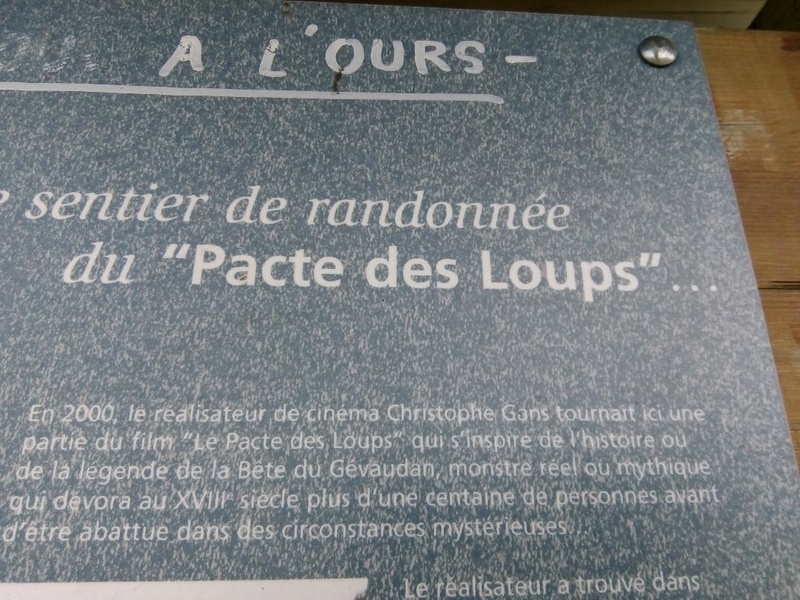 A L'OURS -
sentier de randonnée
du "Pacte des Loups"...
En 2000, le réalisateur de cinéma Christophe Gans tournait ici une
partie du film "Le Pacte des Loups" qui s'inspire de l'histoire ou
de la légende de la Bête du Gévaudan, monstre réel ou mythique
qui dévora au XVIIIe siècle plus d'une centaine de personnes avant
d'être abattue dans des circonstances mystérieuses...
Le réalisateur a trouvé dans